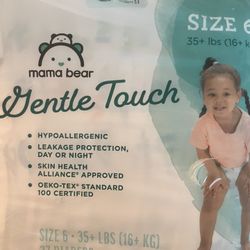 SIZE 6
35+ lbs (16+ k
mama bear
Gentle Touch
• HYPOALLERGENIC
• LEAKAGE PROTECTION,
DAY OR NIGHT
• SKIN HEALTH
ALLIANCE® APPROVED
• OEKO-TEX® STANDARD
100 CERTIFIED
SIZE 6 • 35+ LBS (16+ KG)